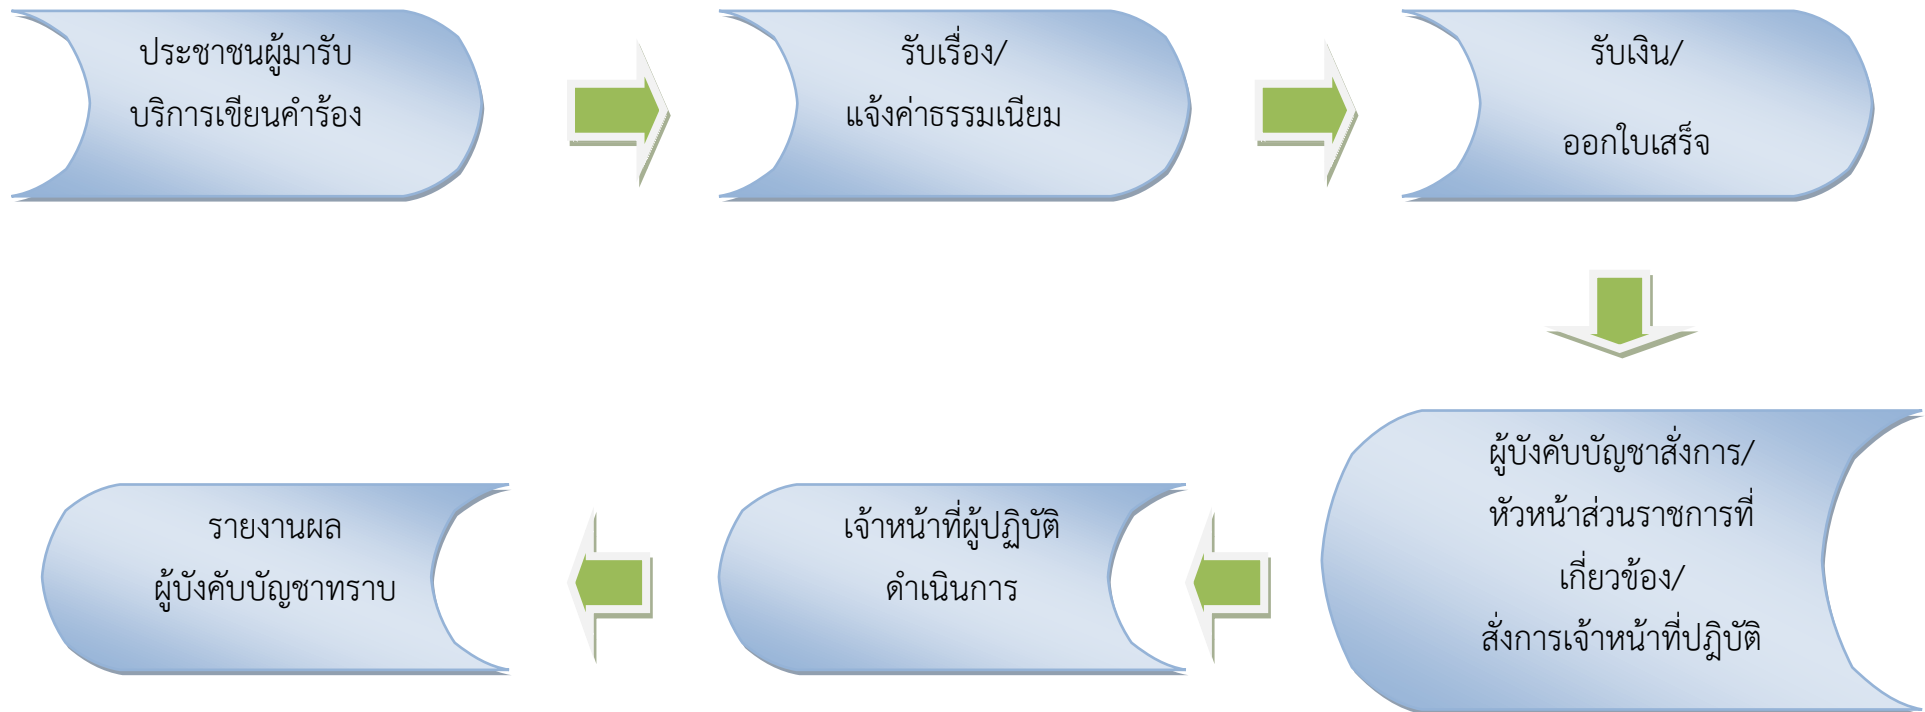 ประชาชนผู้มารับ
บริการเขียนคำร้อง
รับเรื่อง/
แจ้งค่าธรรมเนียม
รับเงิน/
ออกใบเสร็จ
ผู้บังคับบัญชาสั่งการ/
หัวหน้าส่วนราชการที่
เกี่ยวข้อง/
สั่งการเจ้าหน้าที่ปฎิบัติ
เจ้าหน้าที่ผู้ปฏิบัติ
ดำเนินการ
รายงานผล
ผู้บังคับบัญชาทราบ